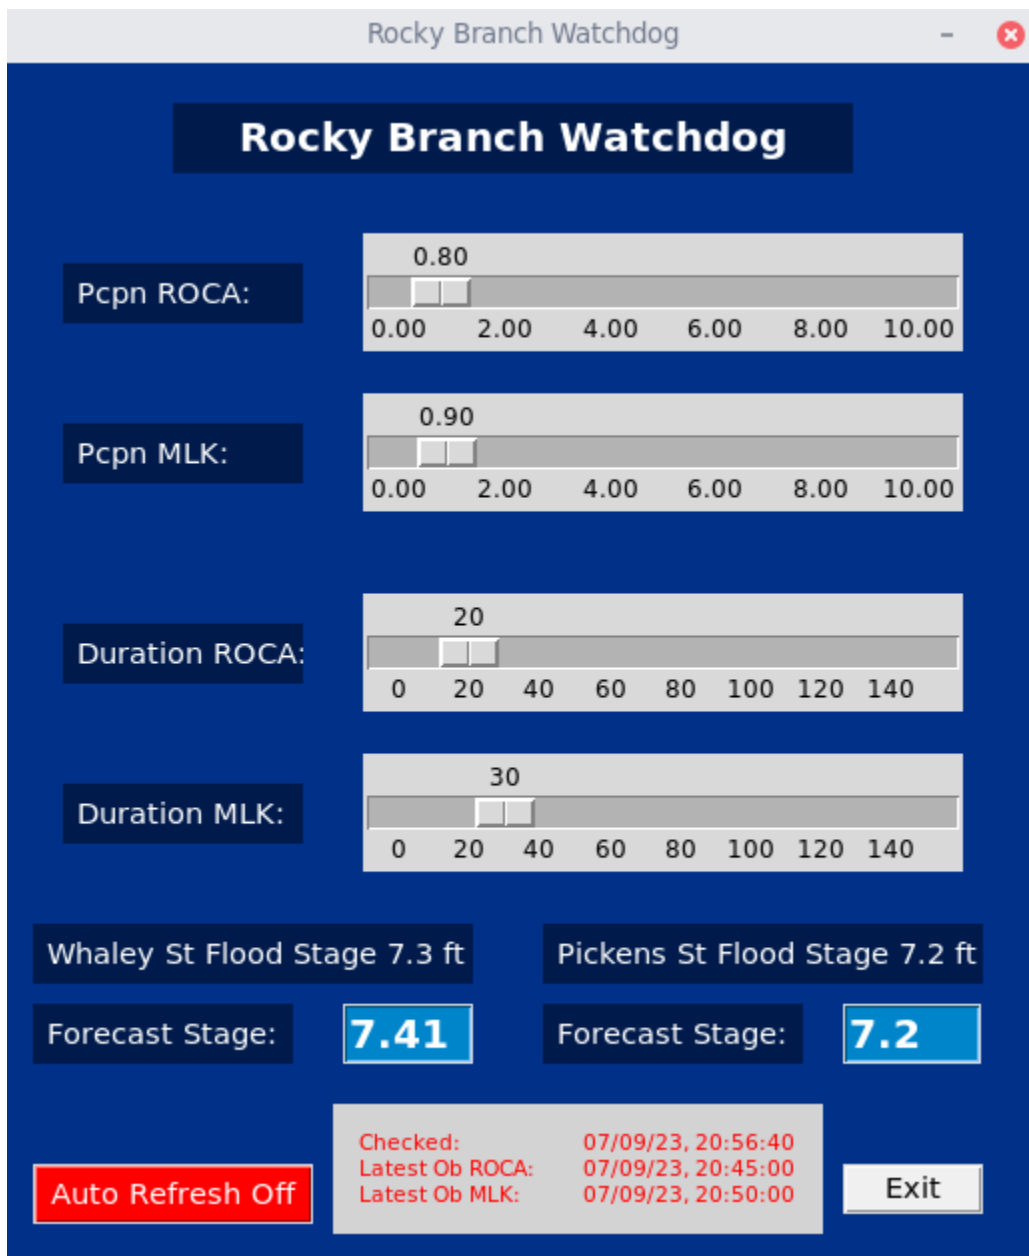 Rocky Branch Watchdog
Rocky Branch Watchdog
Pcpn ROCA:
0.80
0.00 2.00 4.00 6.00 8.00 10.00
Pcpn MLK:
0.90
0.00 2.00 4.00 6.00 8.00 10.00
Duration ROCA:
20
0 20 40 60 80 100 120 140
Duration MLK:
30
0 20 40 60 80 100 120 140
Whaley St Flood Stage 7.3 ft Pickens St Flood Stage 7.2 ft
Forecast Stage: 7.41 Forecast Stage: 7.2
Checked: 07/09/23, 20:56:40
Latest Ob ROCA: 07/09/23, 20:45:00
Latest Ob MLK: 07/09/23, 20:50:00
Auto Refresh Off
Exit